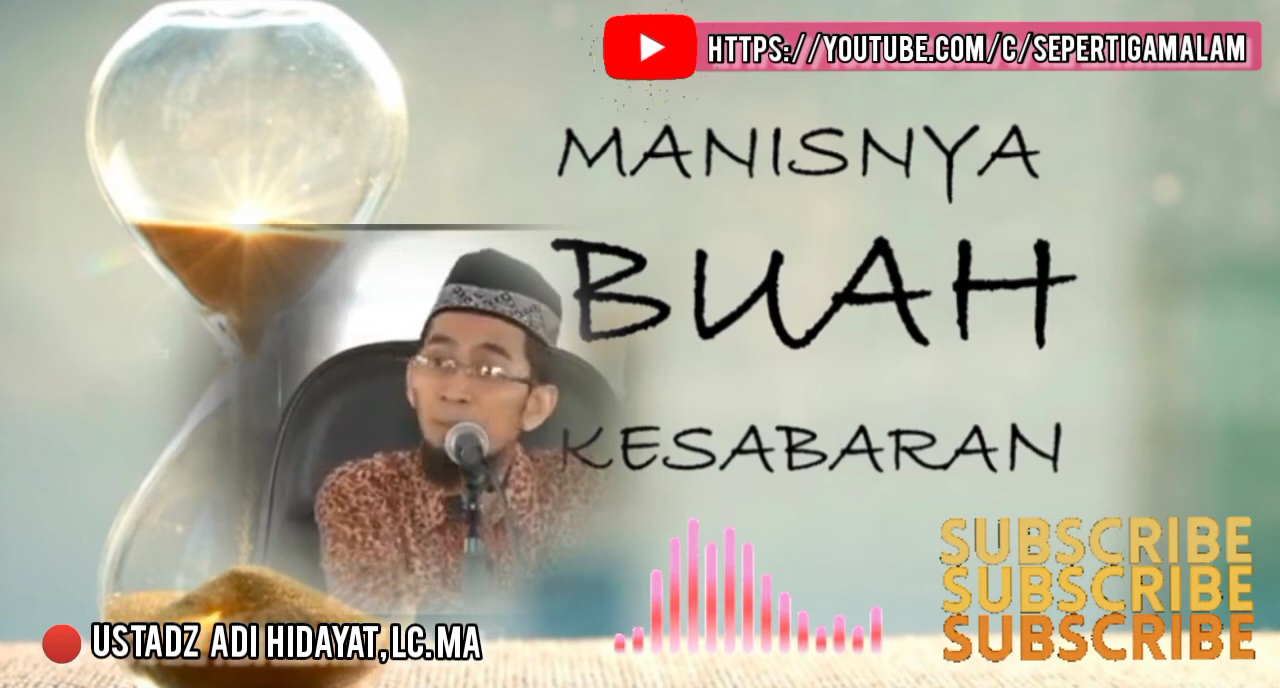 HTTPS://YOUTUBE.COM/C/SEPERTIGAMALAM
MANISNYA
BUAH
KESABARAN
SUBSCRIBE
SUBSCRIBE
SUBSCRIBE
USTADZ ADI HIDAYAT,LC.MA